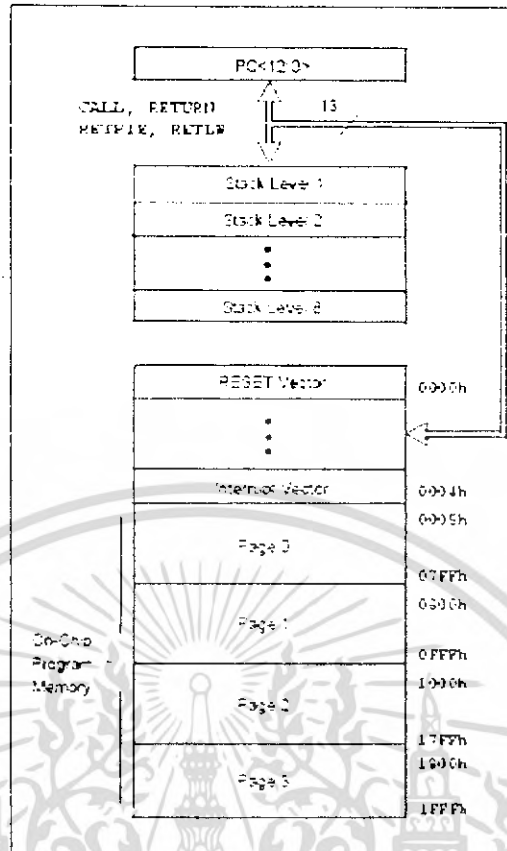 PC<12:0>
CALL, RETURN
RETFIE, RETLW
13
Stack Level 1
Stack Level 2
Stack Level 8
RESET Vector
0000h
Interrupt Vector
0004h
0005h
Page 0
07FFh
0800h
Page 1
0FFFh
On-Chip
Program
Memory
1000h
Page 2
17FFh
1800h
Page 3
1FFFh